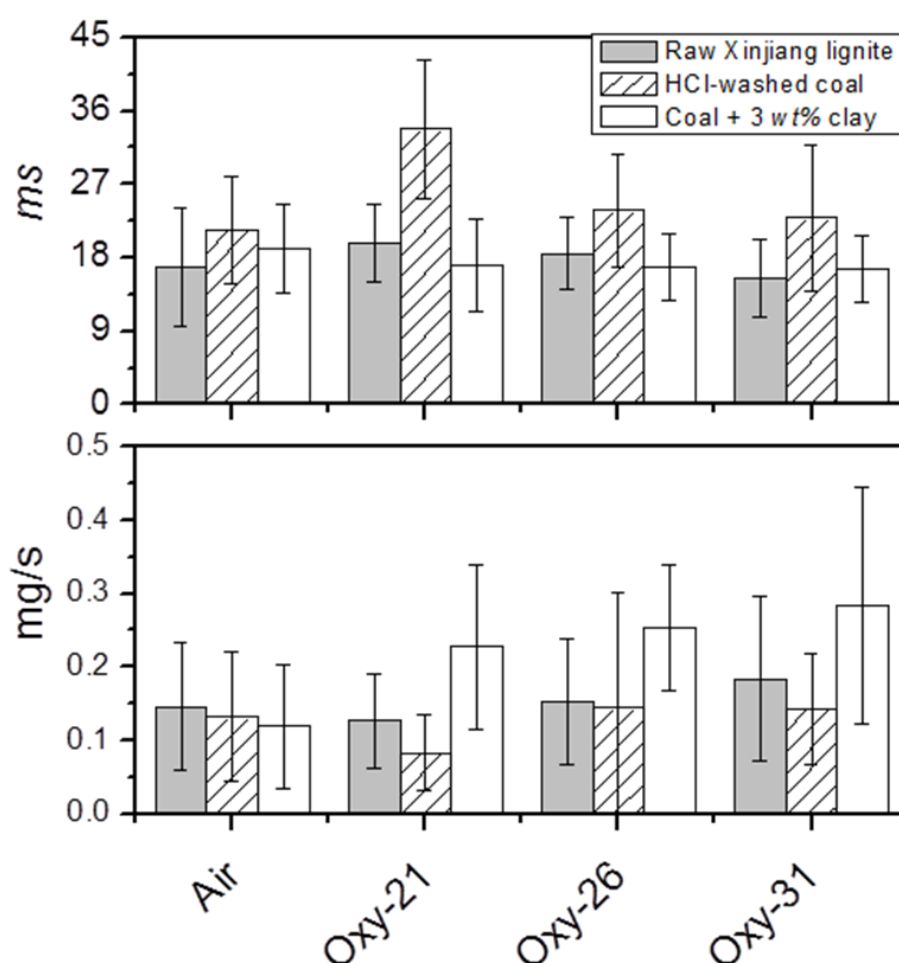 45
36
27
18
9
0
ms
Raw Xinjiang lignite
HCl-washed coal
Coal + 3 wt% clay
0.5
0.4
0.3
0.2
0.1
0.0
mg/s
Air
Oxy-21
Oxy-26
Oxy-31